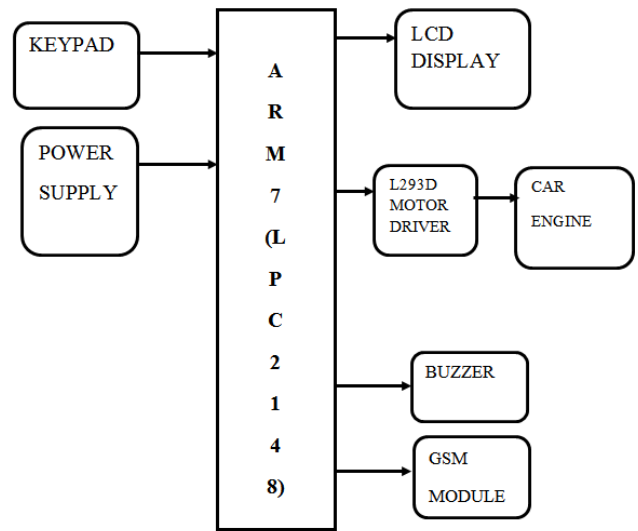 KEYPAD
POWER
SUPPLY
A
R
M
7
(L
P
C
2
1
4
8)
LCD
DISPLAY
L293D
MOTOR
DRIVER
CAR
ENGINE
BUZZER
GSM
MODULE